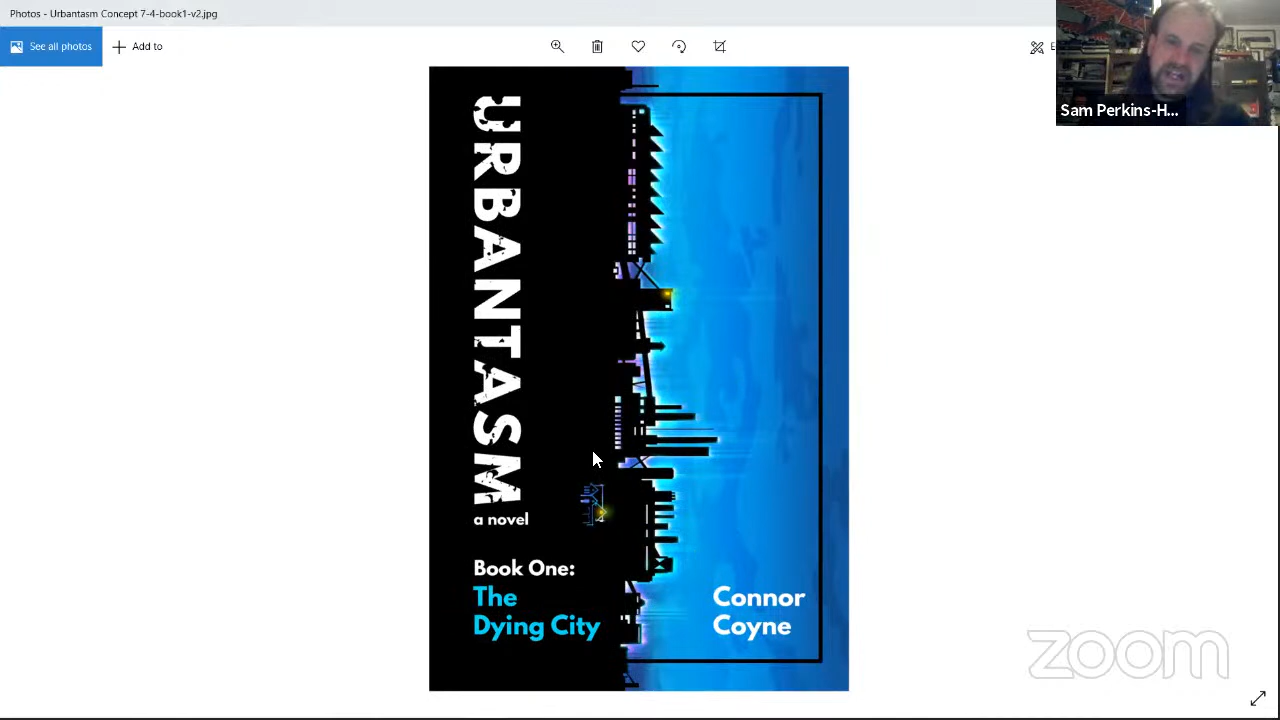 Photos - Urbantasm Concept 7-4-book1-v2.jpg
See all photos
Add to
Sam Perkins-H...
URBANTASM
a novel
Book One:
The
Dying City
Connor
Coyne
zoom